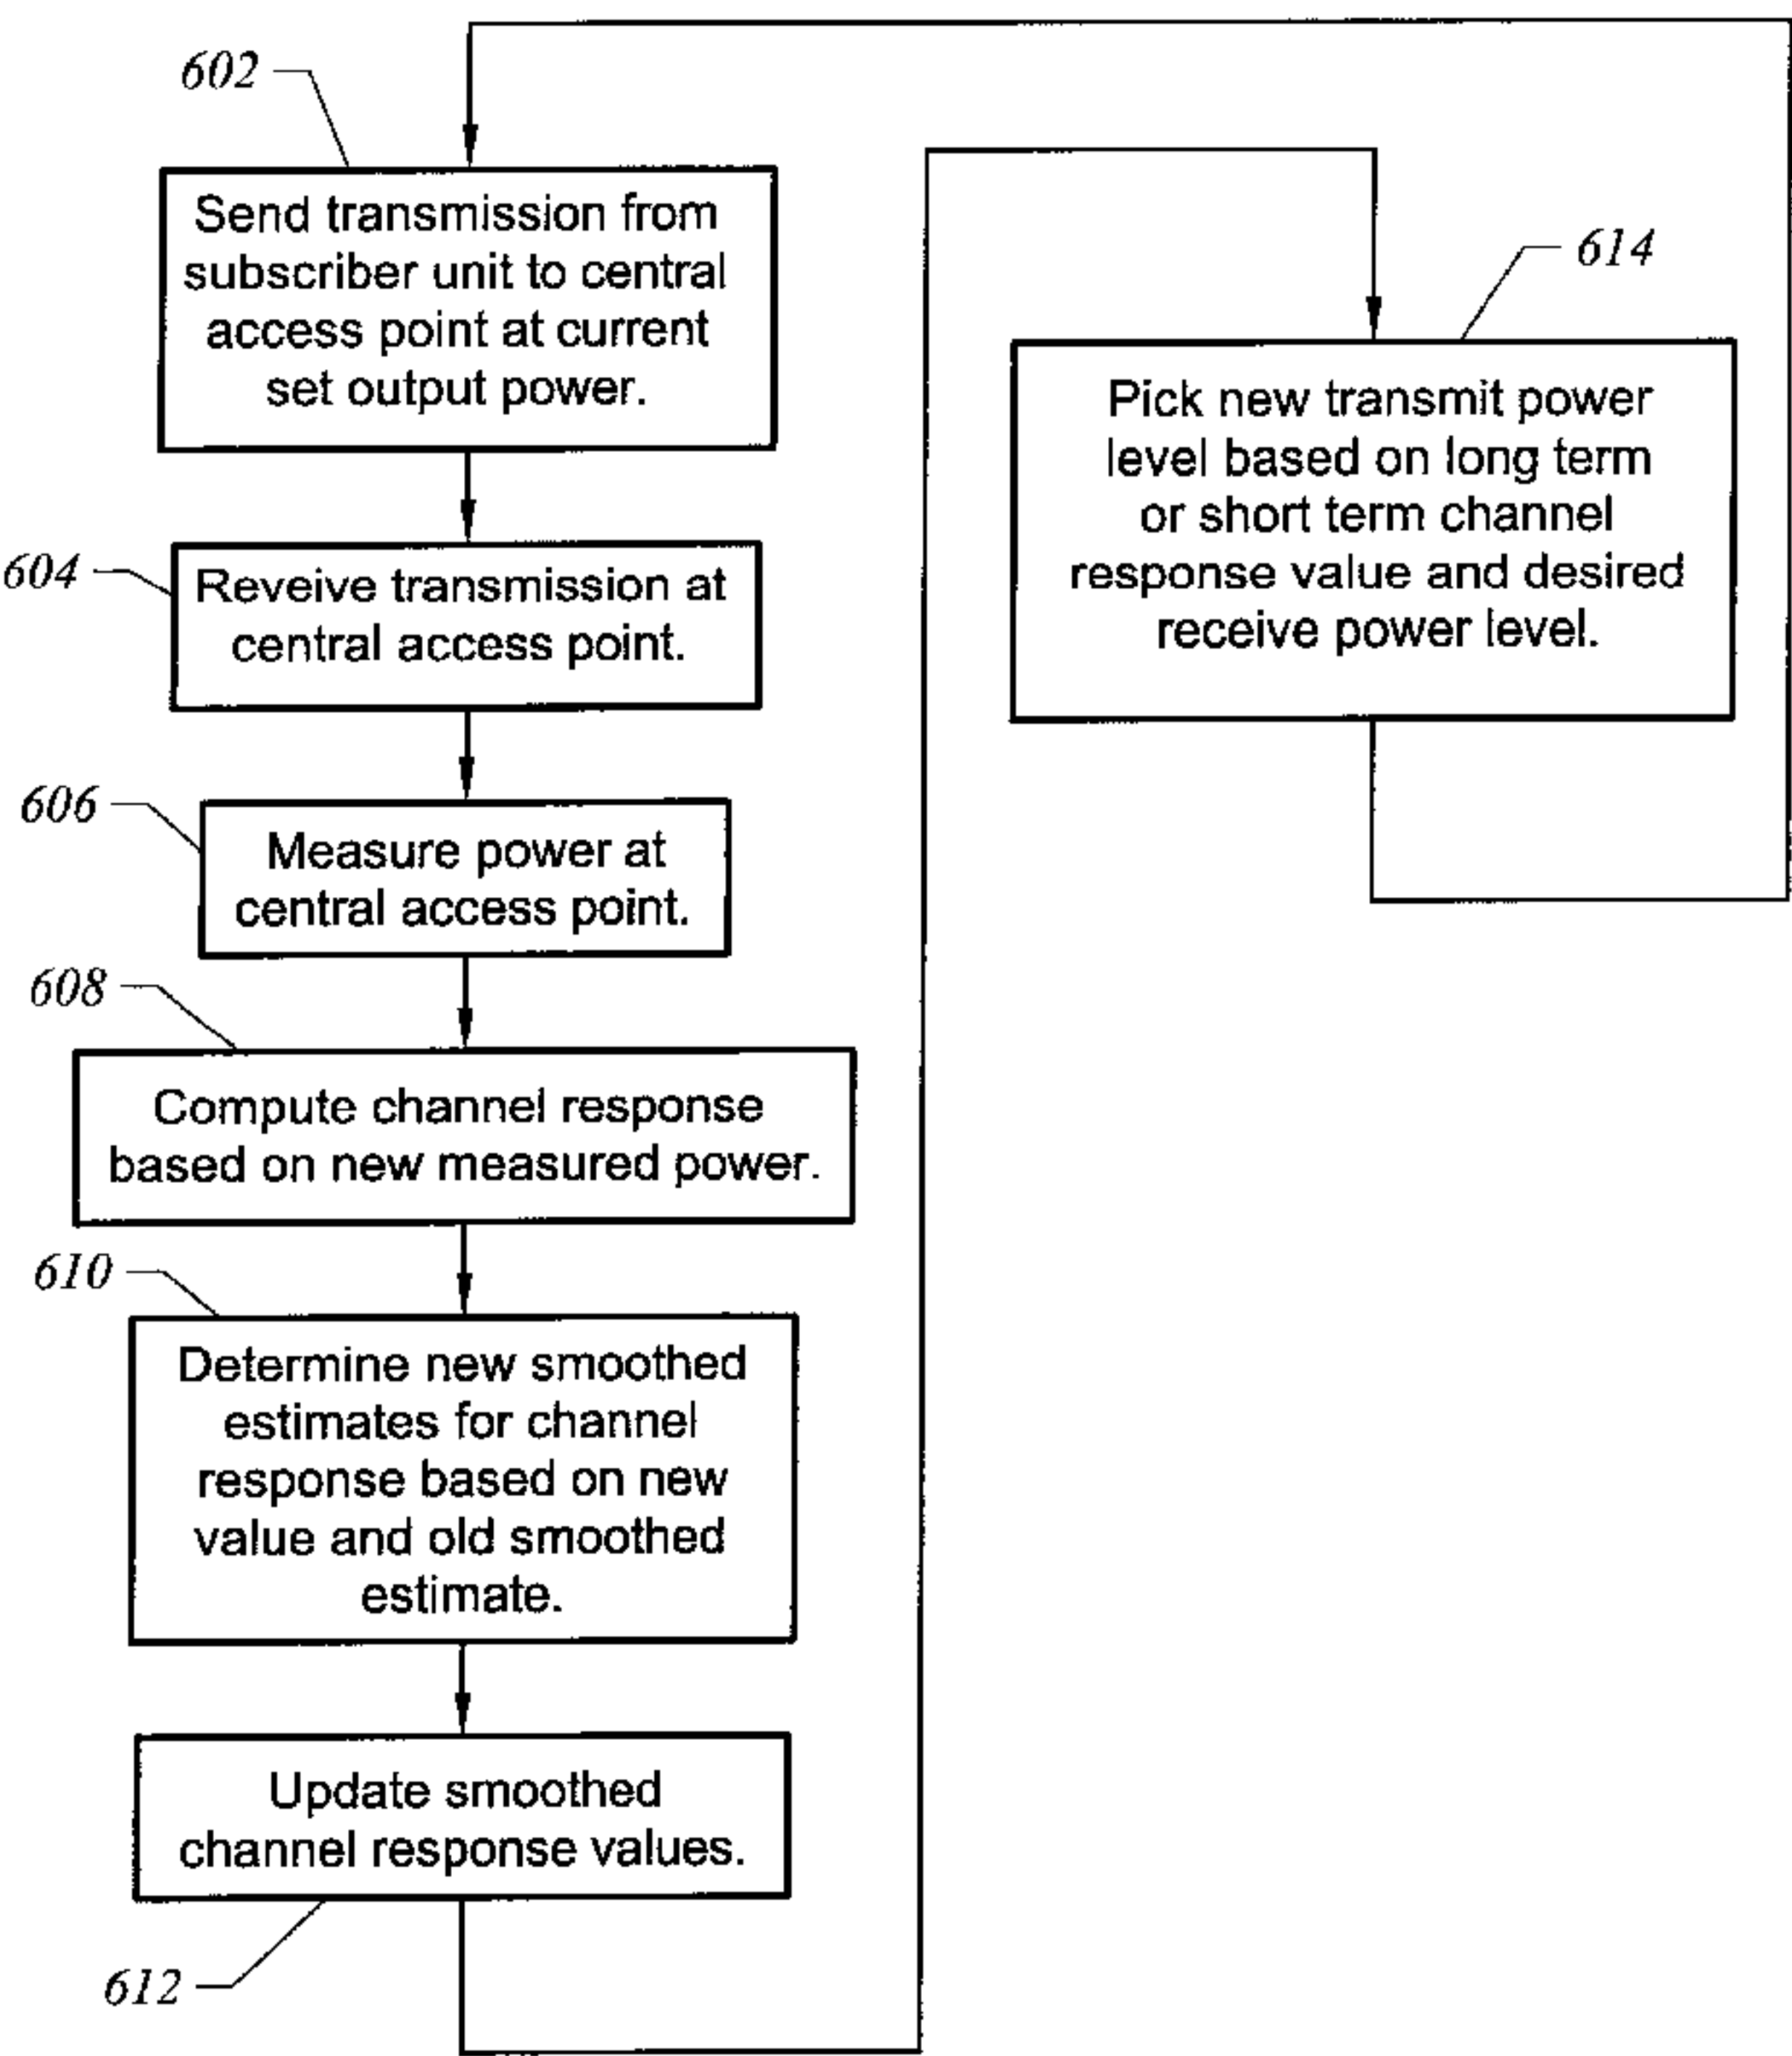 602
Send transmission from
subscriber unit to central
access point at current
set output power.
604
Reveive transmission at
central access point.
606
Measure power at
central access point.
608
Compute channel response
based on new measured power.
610
Determine new smoothed
estimates for channel
response based on new
value and old smoothed
estimate.
Update smoothed
channel response values.
612
614
Pick new transmit power
level based on long term
or short term channel
response value and desired
receive power level.